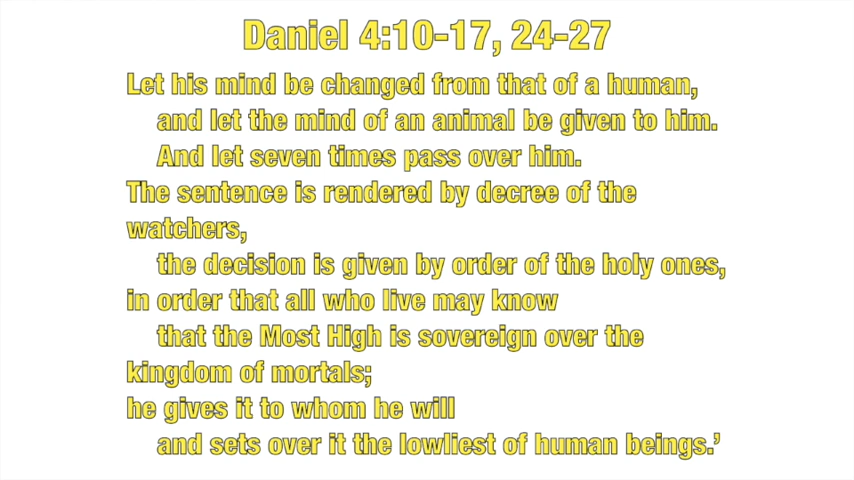 Daniel 4:10-17, 24-27
Let his mind be changed from that of a human,
and let the mind of an animal be given to him.
And let seven times pass over him.
The sentence is rendered by decree of the
watchers,
the decision is given by order of the holy ones,
in order that all who live may know
that the Most High is sovereign over the
kingdom of mortals;
he gives it to whom he will
and sets over it the lowliest of human beings.’